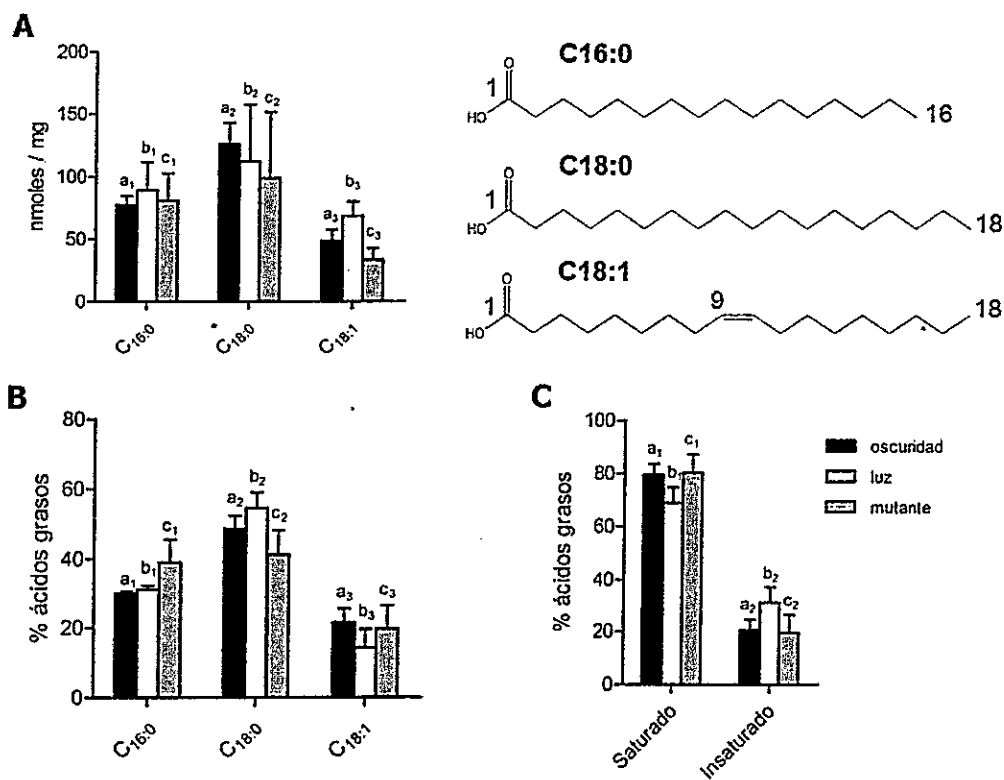 A
200
150
100
50
0
nmoles / mg
a1 b1 c1
a2 b2 c2
a3 b3 c3
C16:0 C18:0 C18:1
C16:0
1 O HO 16
C18:0
1 O HO 18
C18:1
1 O HO 9 18
B
80
60
40
20
0
% ácidos grasos
a1 b1 c1
a2 b2 c2
a3 b3 c3
C16:0 C18:0 C18:1
C
100
80
60
40
20
0
% ácidos grasos
a1 b1 c1
a2 b2 c2
Saturado Insaturado
oscuridad
luz
mutante